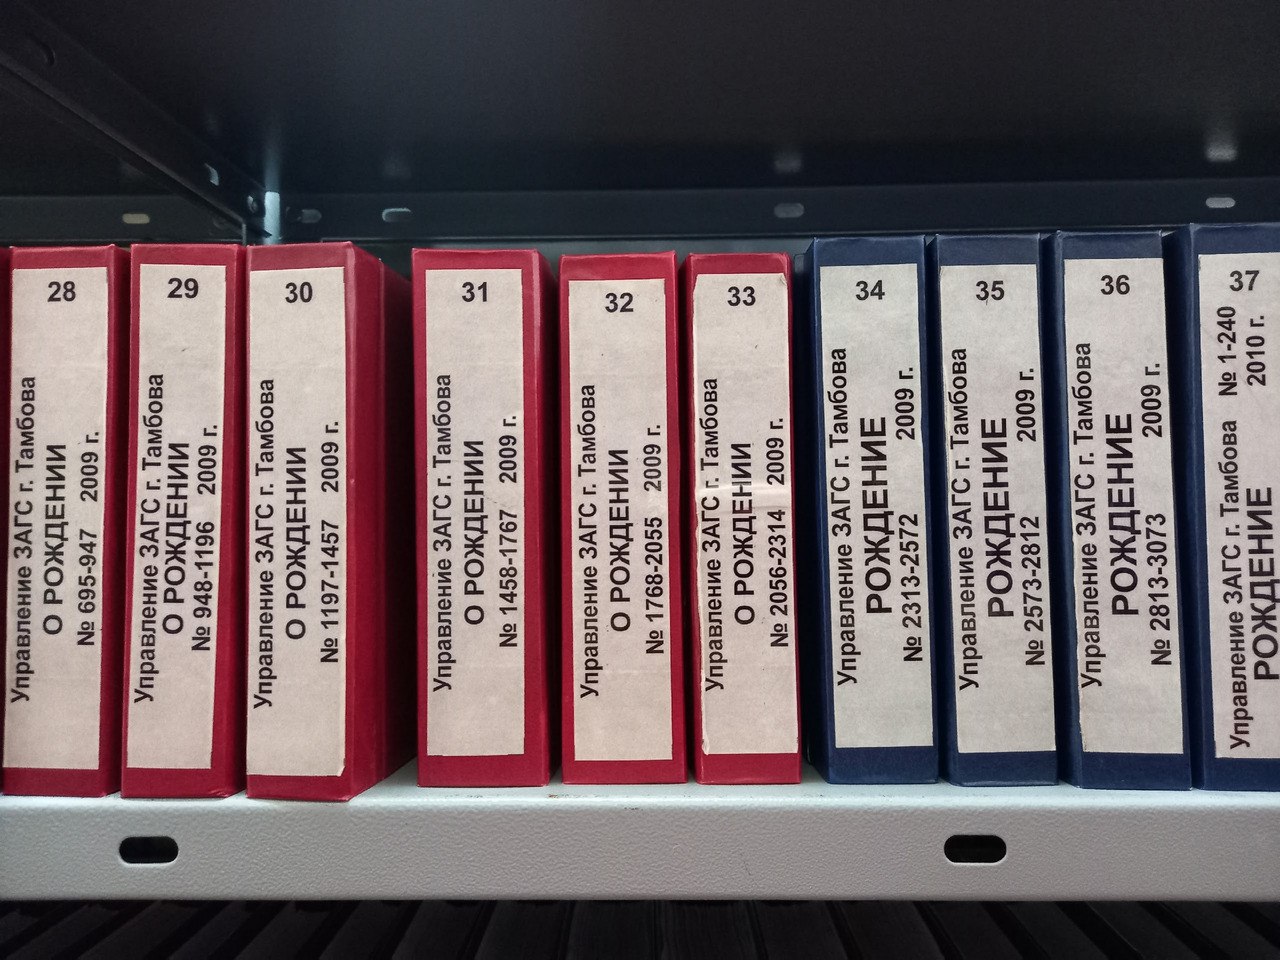 28
Управление ЗАГС г. Тамбова
О РОЖДЕНИИ
№ 695-947 2009 г.
29
Управление ЗАГС г. Тамбова
О РОЖДЕНИИ
№ 948-1196 2009 г.
30
Управление ЗАГС г. Тамбова
О РОЖДЕНИИ
№ 1197-1457 2009 г.
31
Управление ЗАГС г. Тамбова
О РОЖДЕНИИ
№ 1458-1767 2009 г.
32
Управление ЗАГС г. Тамбова
О РОЖДЕНИИ
№ 1768-2055 2009 г.
33
Управление ЗАГС г. Тамбова
О РОЖДЕНИИ
№ 2056-2314 2009 г.
34
Управление ЗАГС г. Тамбова
РОЖДЕНИЕ
№ 2313-2572 2009 г.
35
Управление ЗАГС г. Тамбова
РОЖДЕНИЕ
№ 2573-2812 2009 г.
36
Управление ЗАГС г. Тамбова
РОЖДЕНИЕ
№ 2813-3073 2009 г.
37
Управление ЗАГС г. Тамбова № 1-240
РОЖДЕНИЕ 2010 г.